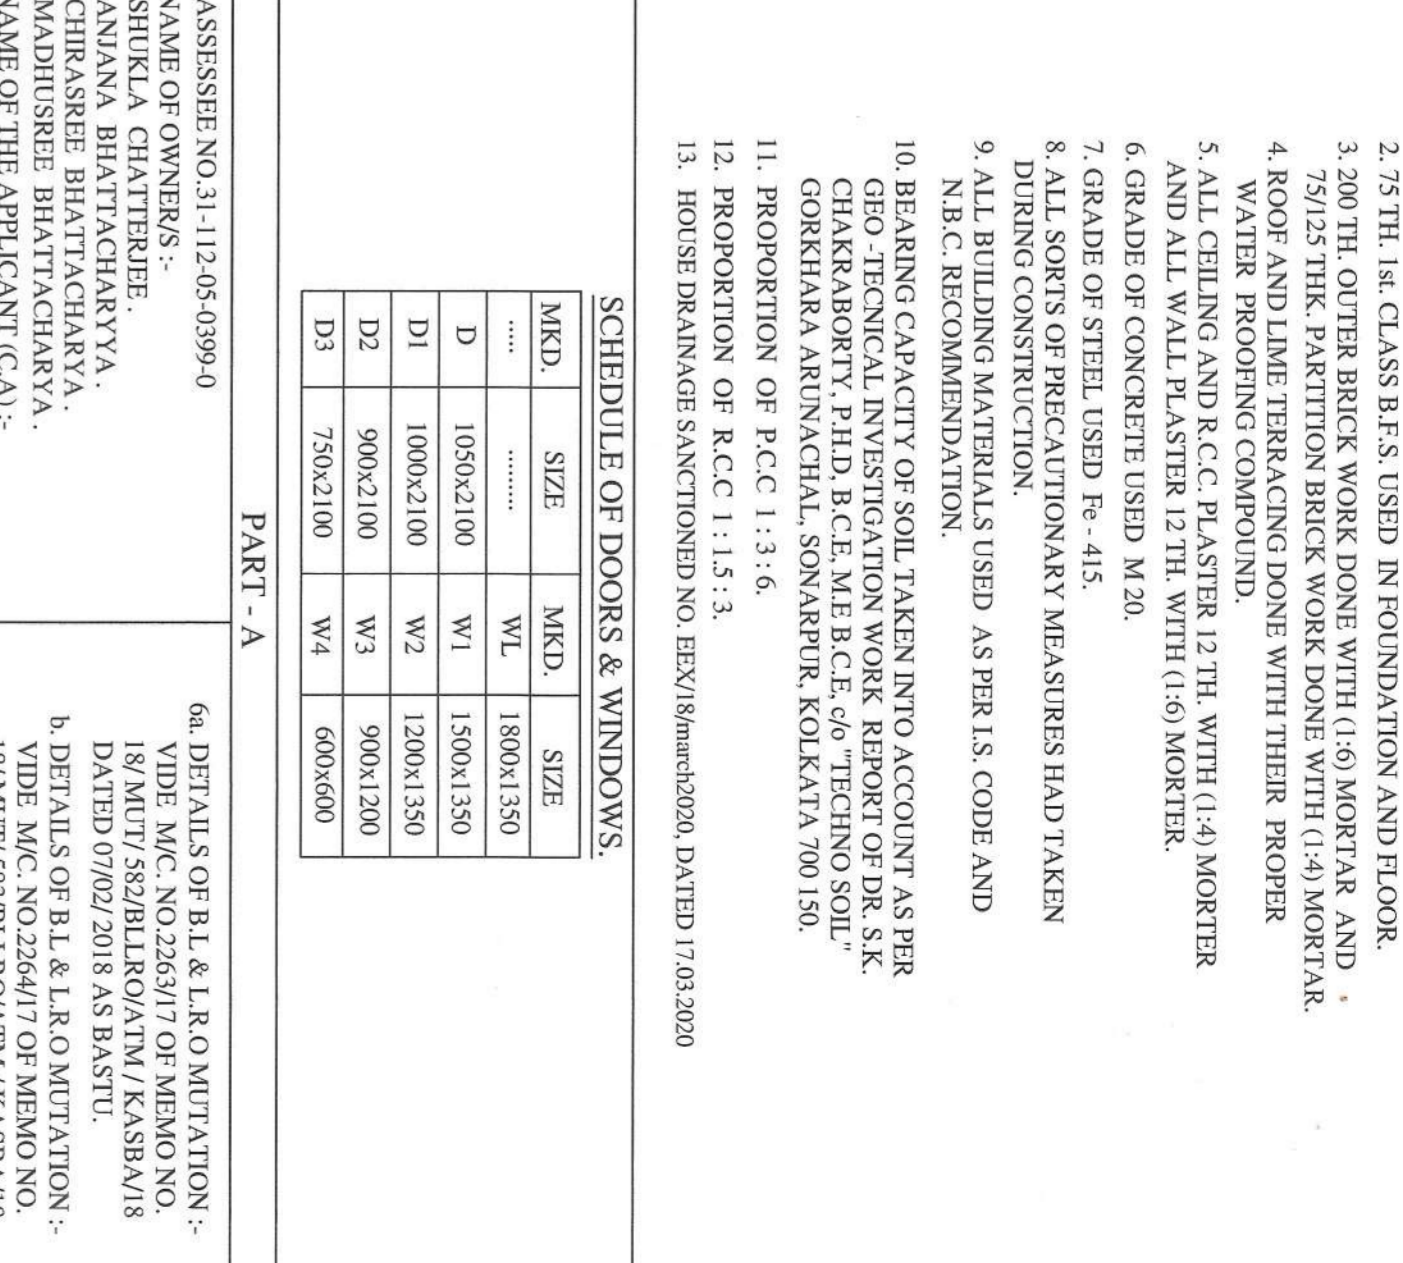 2. 75 TH. 1st. CLASS B.F.S. USED IN FOUNDATION AND FLOOR.
3. 200 TH. OUTER BRICK WORK DONE WITH (1:6) MORTAR AND
75/125 THK. PARTITION BRICK WORK DONE WITH (1:4) MORTAR.
4. ROOF AND LIME TERRACING DONE WITH THEIR PROPER
WATER PROOFING COMPOUND.
5. ALL CEILING AND R.C.C. PLASTER 12 TH. WITH (1:4) MORTER
AND ALL WALL PLASTER 12 TH. WITH (1:6) MORTER.
6. GRADE OF CONCRETE USED M 20.
7. GRADE OF STEEL USED Fe - 415.
8. ALL SORTS OF PRECAUTIONARY MEASURES HAD TAKEN
DURING CONSTRUCTION.
9. ALL BUILDING MATERIALS USED AS PER I.S. CODE AND
N.B.C. RECOMMENDATION.
10. BEARING CAPACITY OF SOIL TAKEN INTO ACCOUNT AS PER
GEO -TECNICAL INVESTIGATION WORK REPORT OF DR. S.K.
CHAKRABORTY, P.H.D, B.C.E, M.E B.C.E, c/o "TECHNO SOIL"
GORKHARA ARUNACHAL, SONARPUR, KOLKATA 700 150.
11. PROPORTION OF P.C.C 1 : 3 : 6.
12. PROPORTION OF R.C.C 1 : 1.5 : 3.
13. HOUSE DRAINAGE SANCTIONED NO. EEX/18/march2020, DATED 17.03.2020
SCHEDULE OF DOORS & WINDOWS.
MKD. SIZE MKD. SIZE
..... ......... WL 1800x1350
D 1050x2100 W1 1500x1350
D1 1000x2100 W2 1200x1350
D2 900x2100 W3 900x1200
D3 750x2100 W4 600x600
PART - A
ASSESSEE NO.31-112-05-0399-0
NAME OF OWNER/S :-
SHUKLA CHATTERJEE .
ANJANA BHATTACHARYYA .
CHIRASREE BHATTACHARYA .
MADHUSREE BHATTACHARYA .
NAME OF THE APPLICANT (C.A) :-
6a. DETAILS OF B.L & L.R.O MUTATION :-
VIDE M/C. NO.2263/17 OF MEMO NO.
18/ MUT/ 582/BLLRO/ATM / KASBA/18
DATED 07/02/ 2018 AS BASTU.
b. DETAILS OF B.L & L.R.O MUTATION :-
VIDE M/C. NO.2264/17 OF MEMO NO.